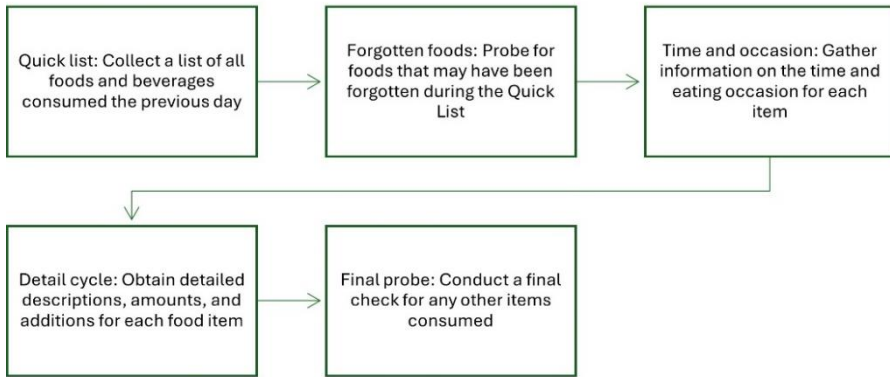 Quick list: Collect a list of all
foods and beverages
consumed the previous day
Forgotten foods: Probe for
foods that may have been
forgotten during the Quick
List
Time and occasion: Gather
information on the time and
eating occasion for each
item
Detail cycle: Obtain detailed
descriptions, amounts, and
additions for each food item
Final probe: Conduct a final
check for any other items
consumed